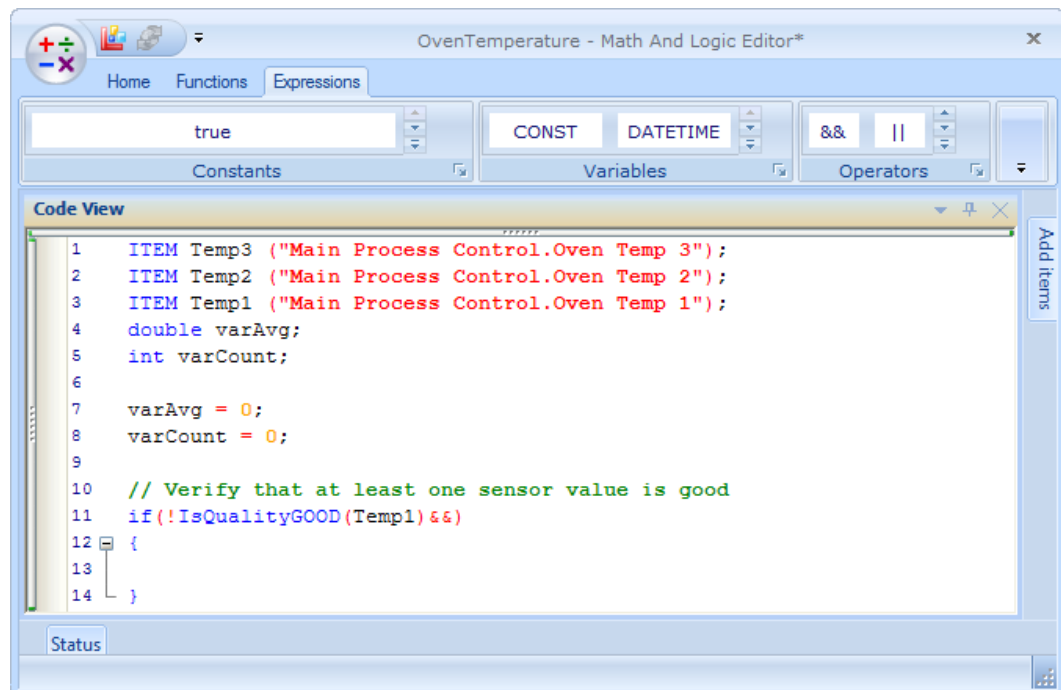 OvenTemperature - Math And Logic Editor*
Home Functions Expressions
true CONST DATETIME && ||
Constants Variables Operators
Code View
Add items
1 ITEM Temp3 ("Main Process Control.Oven Temp 3");
2 ITEM Temp2 ("Main Process Control.Oven Temp 2");
3 ITEM Temp1 ("Main Process Control.Oven Temp 1");
4 double varAvg;
5 int varCount;
6
7 varAvg = 0;
8 varCount = 0;
9
10 // Verify that at least one sensor value is good
11 if(!IsQualityGOOD(Temp1)&&)
12 {
13
14 }
Status